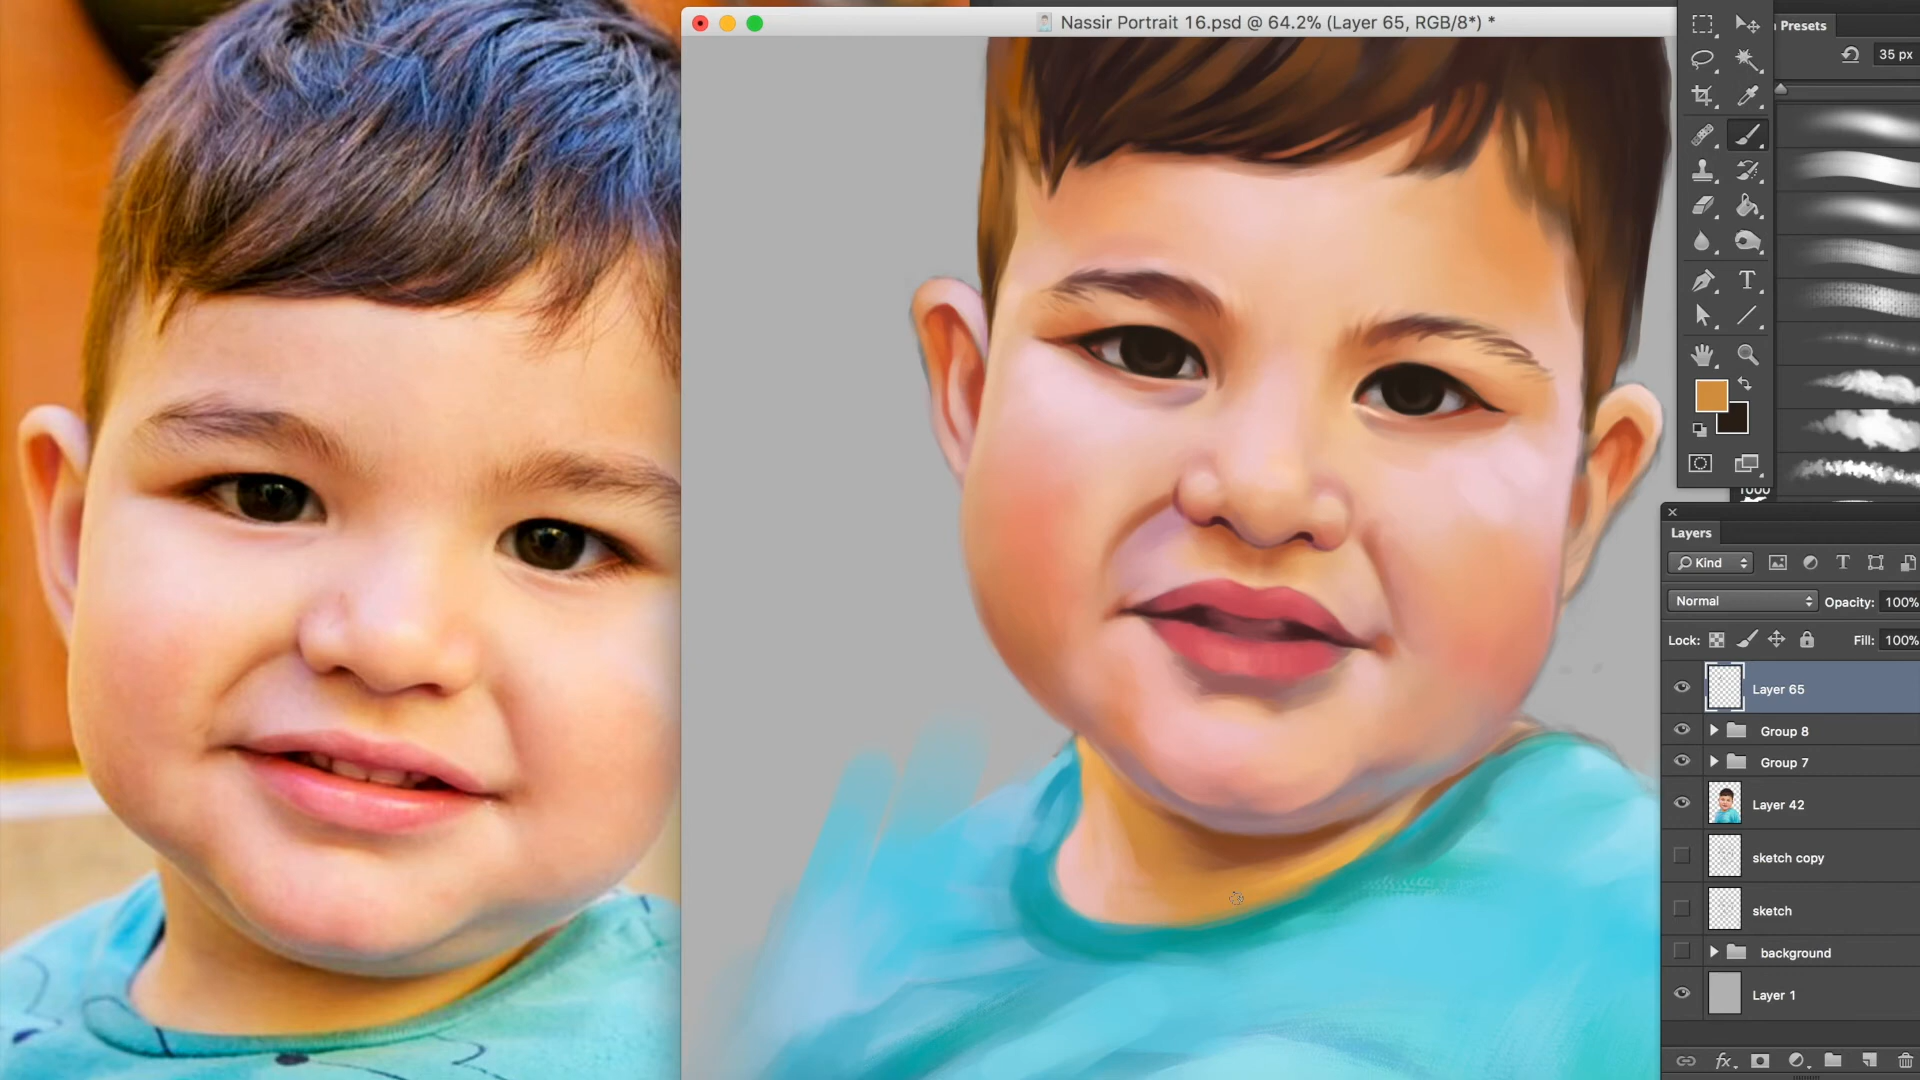 Nassir Portrait 16.psd @ 64.2% (Layer 65, RGB/8*) *
Presets
35 px
Layers
Kind
Normal
Opacity: 100%
Lock:
Fill: 100%
Layer 65
Group 8
Group 7
Layer 42
sketch copy
sketch
background
Layer 1
fx